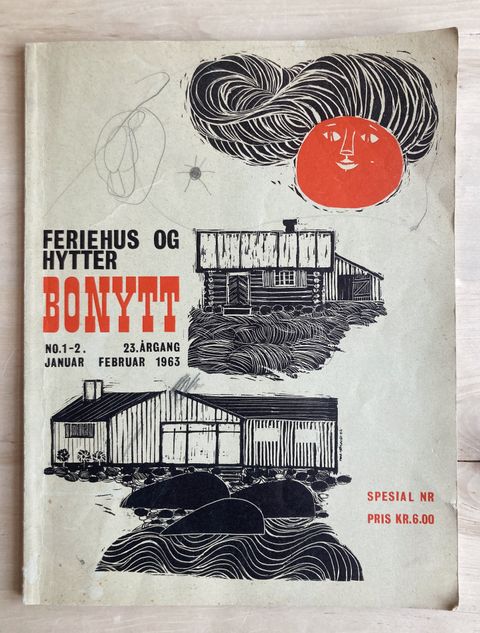 FERIEHUS OG
HYTTER
BONYTT
NO.1-2. 23.ÅRGANG
JANUAR FEBRUAR 1963
SPESIAL NR
PRIS KR.6.00